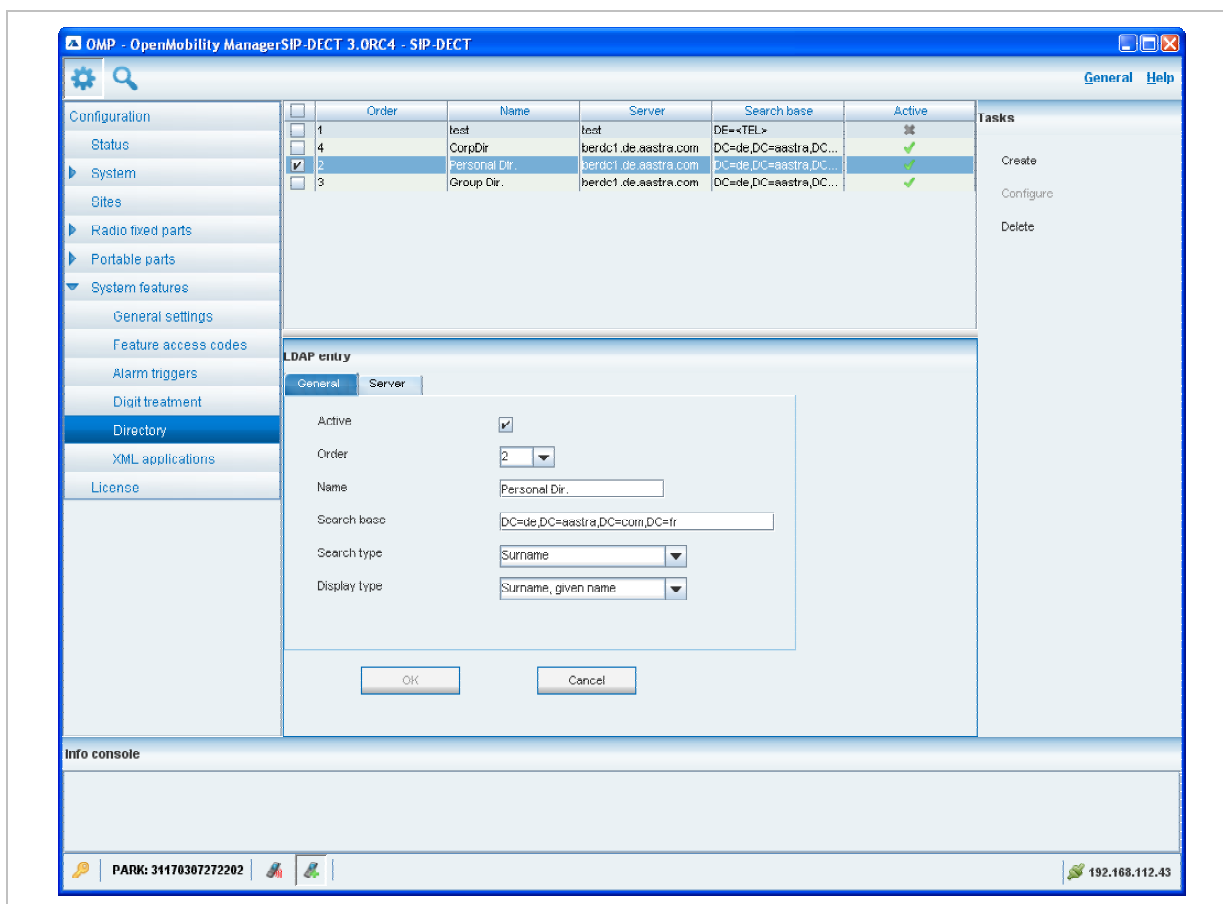 OMP - OpenMobility ManagerSIP-DECT 3.0RC4 - SIP-DECT
General Help
Configuration
Status
System
Sites
Radio fixed parts
Portable parts
System features
General settings
Feature access codes
Alarm triggers
Digit treatment
Directory
XML applications
License
Order Name Server Search base Active
1 test test DE=<TEL>
4 CorpDir berdc1.de.aastra.com DC=de,DC=aastra,DC...
2 Personal Dir. berdc1.de.aastra.com DC=de,DC=aastra,DC...
3 Group Dir. berdc1.de.aastra.com DC=de,DC=aastra,DC...
Tasks
Create
Configure
Delete
LDAP entry
General Server
Active
Order 2
Name Personal Dir.
Search base DC=de,DC=aastra,DC=com,DC=fr
Search type Surname
Display type Surname, given name
OK Cancel
Info console
PARK: 31170307272202
192.168.112.43